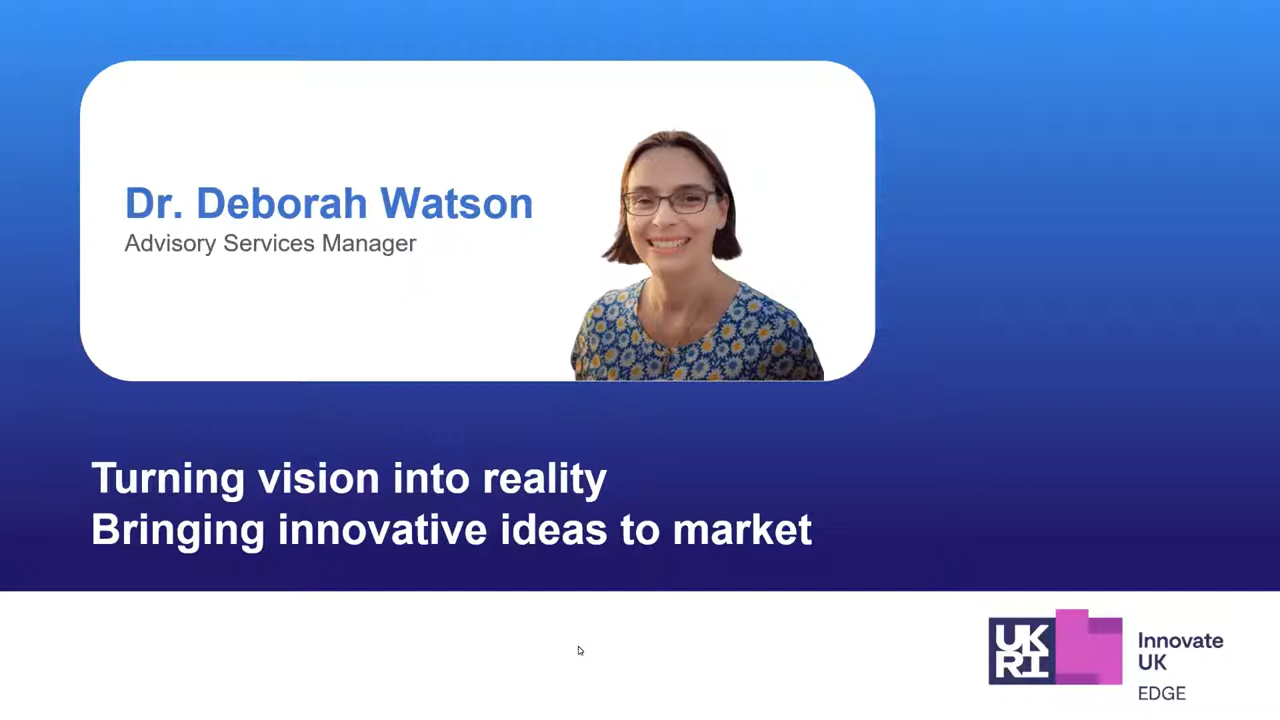 Dr. Deborah Watson
Advisory Services Manager
Turning vision into reality
Bringing innovative ideas to market
UK
RI
Innovate
UK
EDGE